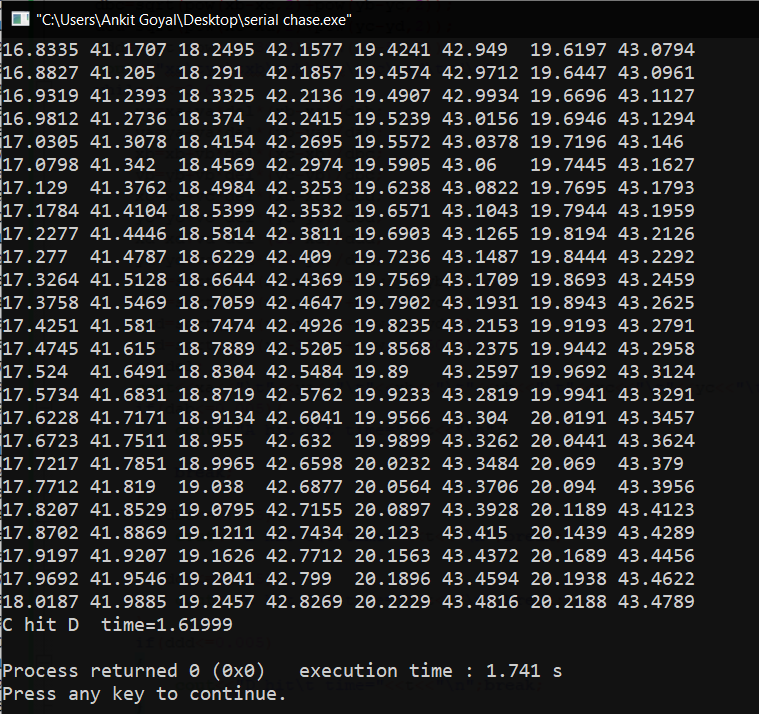 "C:\Users\Ankit Goyal\Desktop\serial chase.exe"
16.8335 41.1707 18.2495 42.1577 19.4241 42.949 19.6197 43.0794
16.8827 41.205 18.291 42.1857 19.4574 42.9712 19.6447 43.0961
16.9319 41.2393 18.3325 42.2136 19.4907 42.9934 19.6696 43.1127
16.9812 41.2736 18.374 42.2415 19.5239 43.0156 19.6946 43.1294
17.0305 41.3078 18.4154 42.2695 19.5572 43.0378 19.7196 43.146
17.0798 41.342 18.4569 42.2974 19.5905 43.06 19.7445 43.1627
17.129 41.3762 18.4984 42.3253 19.6238 43.0822 19.7695 43.1793
17.1784 41.4104 18.5399 42.3532 19.6571 43.1043 19.7944 43.1959
17.2277 41.4446 18.5814 42.3811 19.6903 43.1265 19.8194 43.2126
17.277 41.4787 18.6229 42.409 19.7236 43.1487 19.8444 43.2292
17.3264 41.5128 18.6644 42.4369 19.7569 43.1709 19.8693 43.2459
17.3758 41.5469 18.7059 42.4647 19.7902 43.1931 19.8943 43.2625
17.4251 41.581 18.7474 42.4926 19.8235 43.2153 19.9193 43.2791
17.4745 41.615 18.7889 42.5205 19.8568 43.2375 19.9442 43.2958
17.524 41.6491 18.8304 42.5484 19.89 43.2597 19.9692 43.3124
17.5734 41.6831 18.8719 42.5762 19.9233 43.2819 19.9941 43.3291
17.6228 41.7171 18.9134 42.6041 19.9566 43.304 20.0191 43.3457
17.6723 41.7511 18.955 42.632 19.9899 43.3262 20.0441 43.3624
17.7217 41.7851 18.9965 42.6598 20.0232 43.3484 20.069 43.379
17.7712 41.819 19.038 42.6877 20.0564 43.3706 20.094 43.3956
17.8207 41.8529 19.0795 42.7155 20.0897 43.3928 20.1189 43.4123
17.8702 41.8869 19.1211 42.7434 20.123 43.415 20.1439 43.4289
17.9197 41.9207 19.1626 42.7712 20.1563 43.4372 20.1689 43.4456
17.9692 41.9546 19.2041 42.799 20.1896 43.4594 20.1938 43.4622
18.0187 41.9885 19.2457 42.8269 20.2229 43.4816 20.2188 43.4789
C hit D  time=1.61999
Process returned 0 (0x0)   execution time : 1.741 s
Press any key to continue.